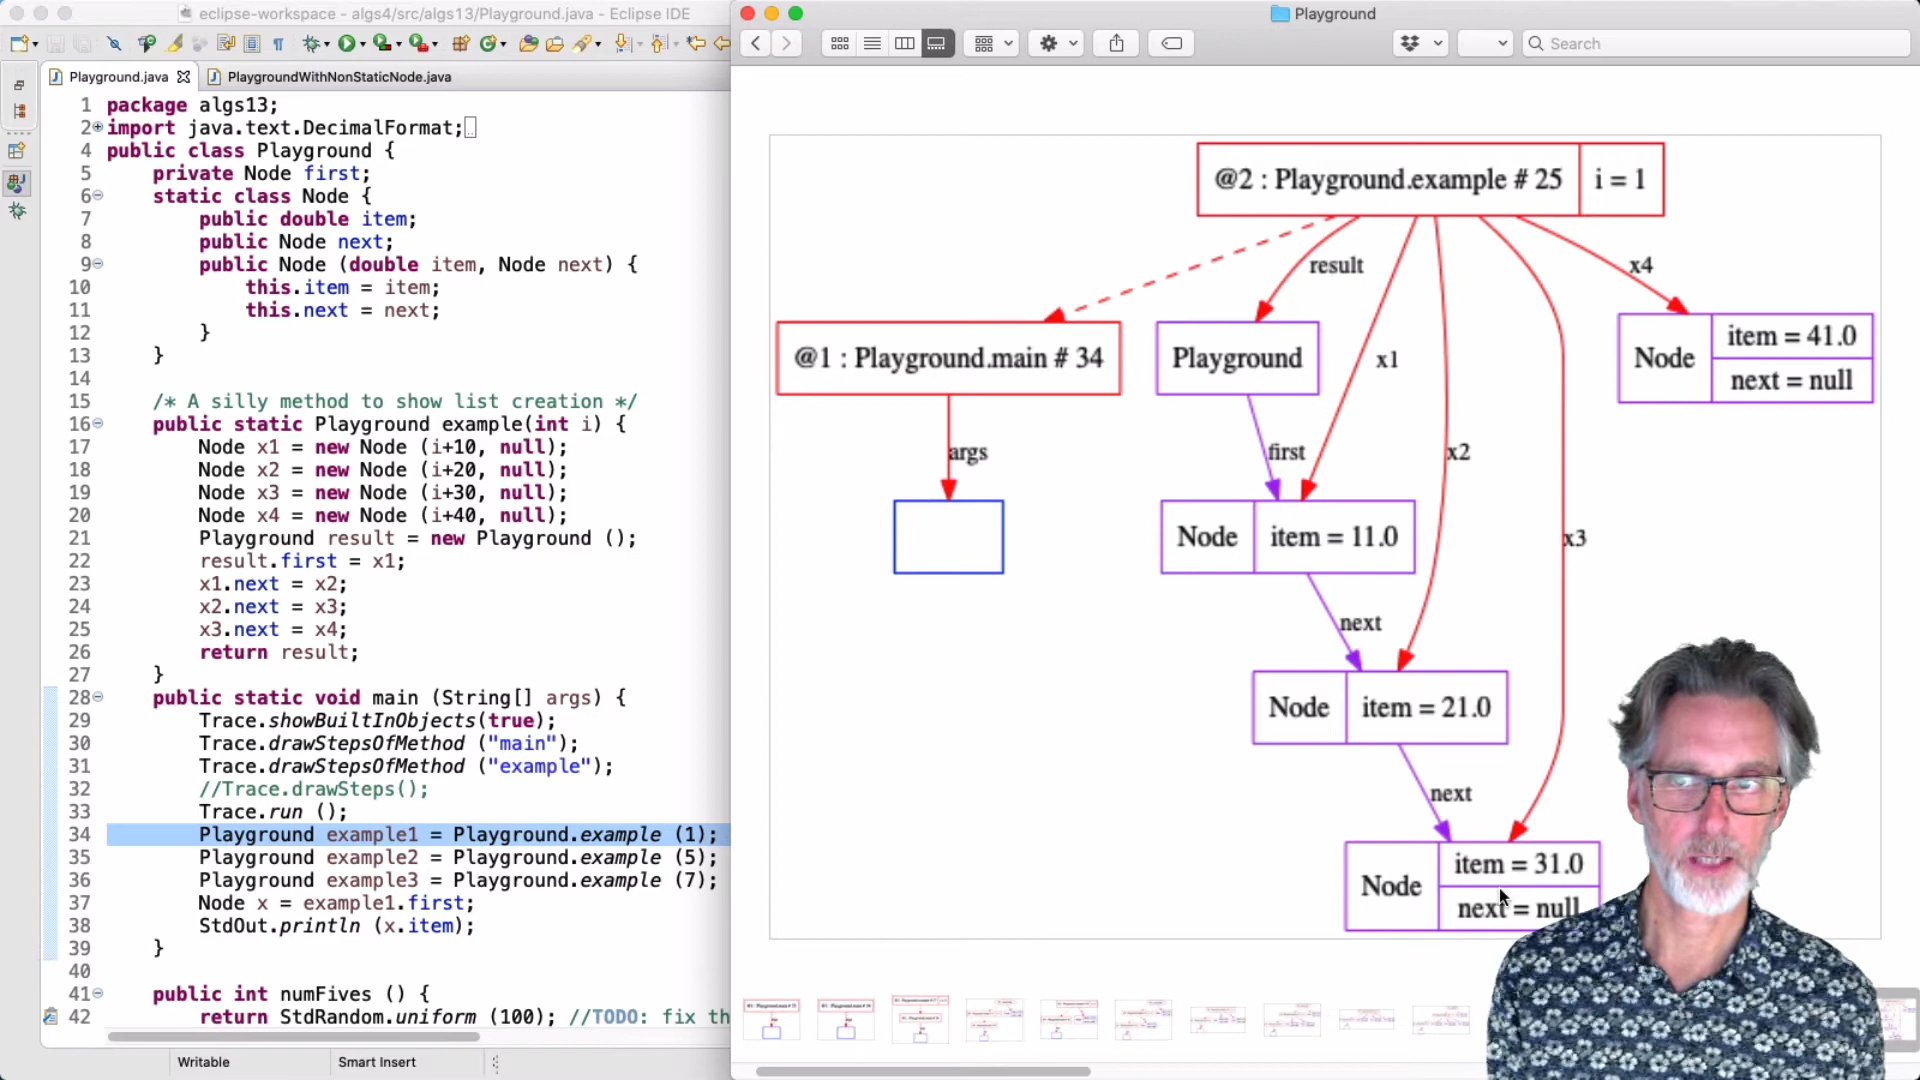 eclipse-workspace - algs4/src/algs13/Playground.java - Eclipse IDE
Playground.java
PlaygroundWithNonStaticNode.java
1 package algs13;
2 import java.text.DecimalFormat;
4 public class Playground {
5 private Node first;
6 static class Node {
7 public double item;
8 public Node next;
9 public Node (double item, Node next) {
10 this.item = item;
11 this.next = next;
12 }
13 }
14
15 /* A silly method to show list creation */
16 public static Playground example(int i) {
17 Node x1 = new Node (i+10, null);
18 Node x2 = new Node (i+20, null);
19 Node x3 = new Node (i+30, null);
20 Node x4 = new Node (i+40, null);
21 Playground result = new Playground ();
22 result.first = x1;
23 x1.next = x2;
24 x2.next = x3;
25 x3.next = x4;
26 return result;
27 }
28 public static void main (String[] args) {
29 Trace.showBuiltInObjects(true);
30 Trace.drawStepsOfMethod ("main");
31 Trace.drawStepsOfMethod ("example");
32 //Trace.drawSteps();
33 Trace.run ();
34 Playground example1 = Playground.example (1);
35 Playground example2 = Playground.example (5);
36 Playground example3 = Playground.example (7);
37 Node x = example1.first;
38 StdOut.println (x.item);
39 }
40
41 public int numFives () {
42 return StdRandom.uniform (100); //TODO: fix th
Writable
Smart Insert
Playground
Search
@2 : Playground.example # 25
i = 1
result
x4
@1 : Playground.main # 34
Playground
x1
Node
item = 41.0
next = null
args
first
x2
Node
item = 11.0
x3
next
Node
item = 21.0
next
Node
item = 31.0
next = null